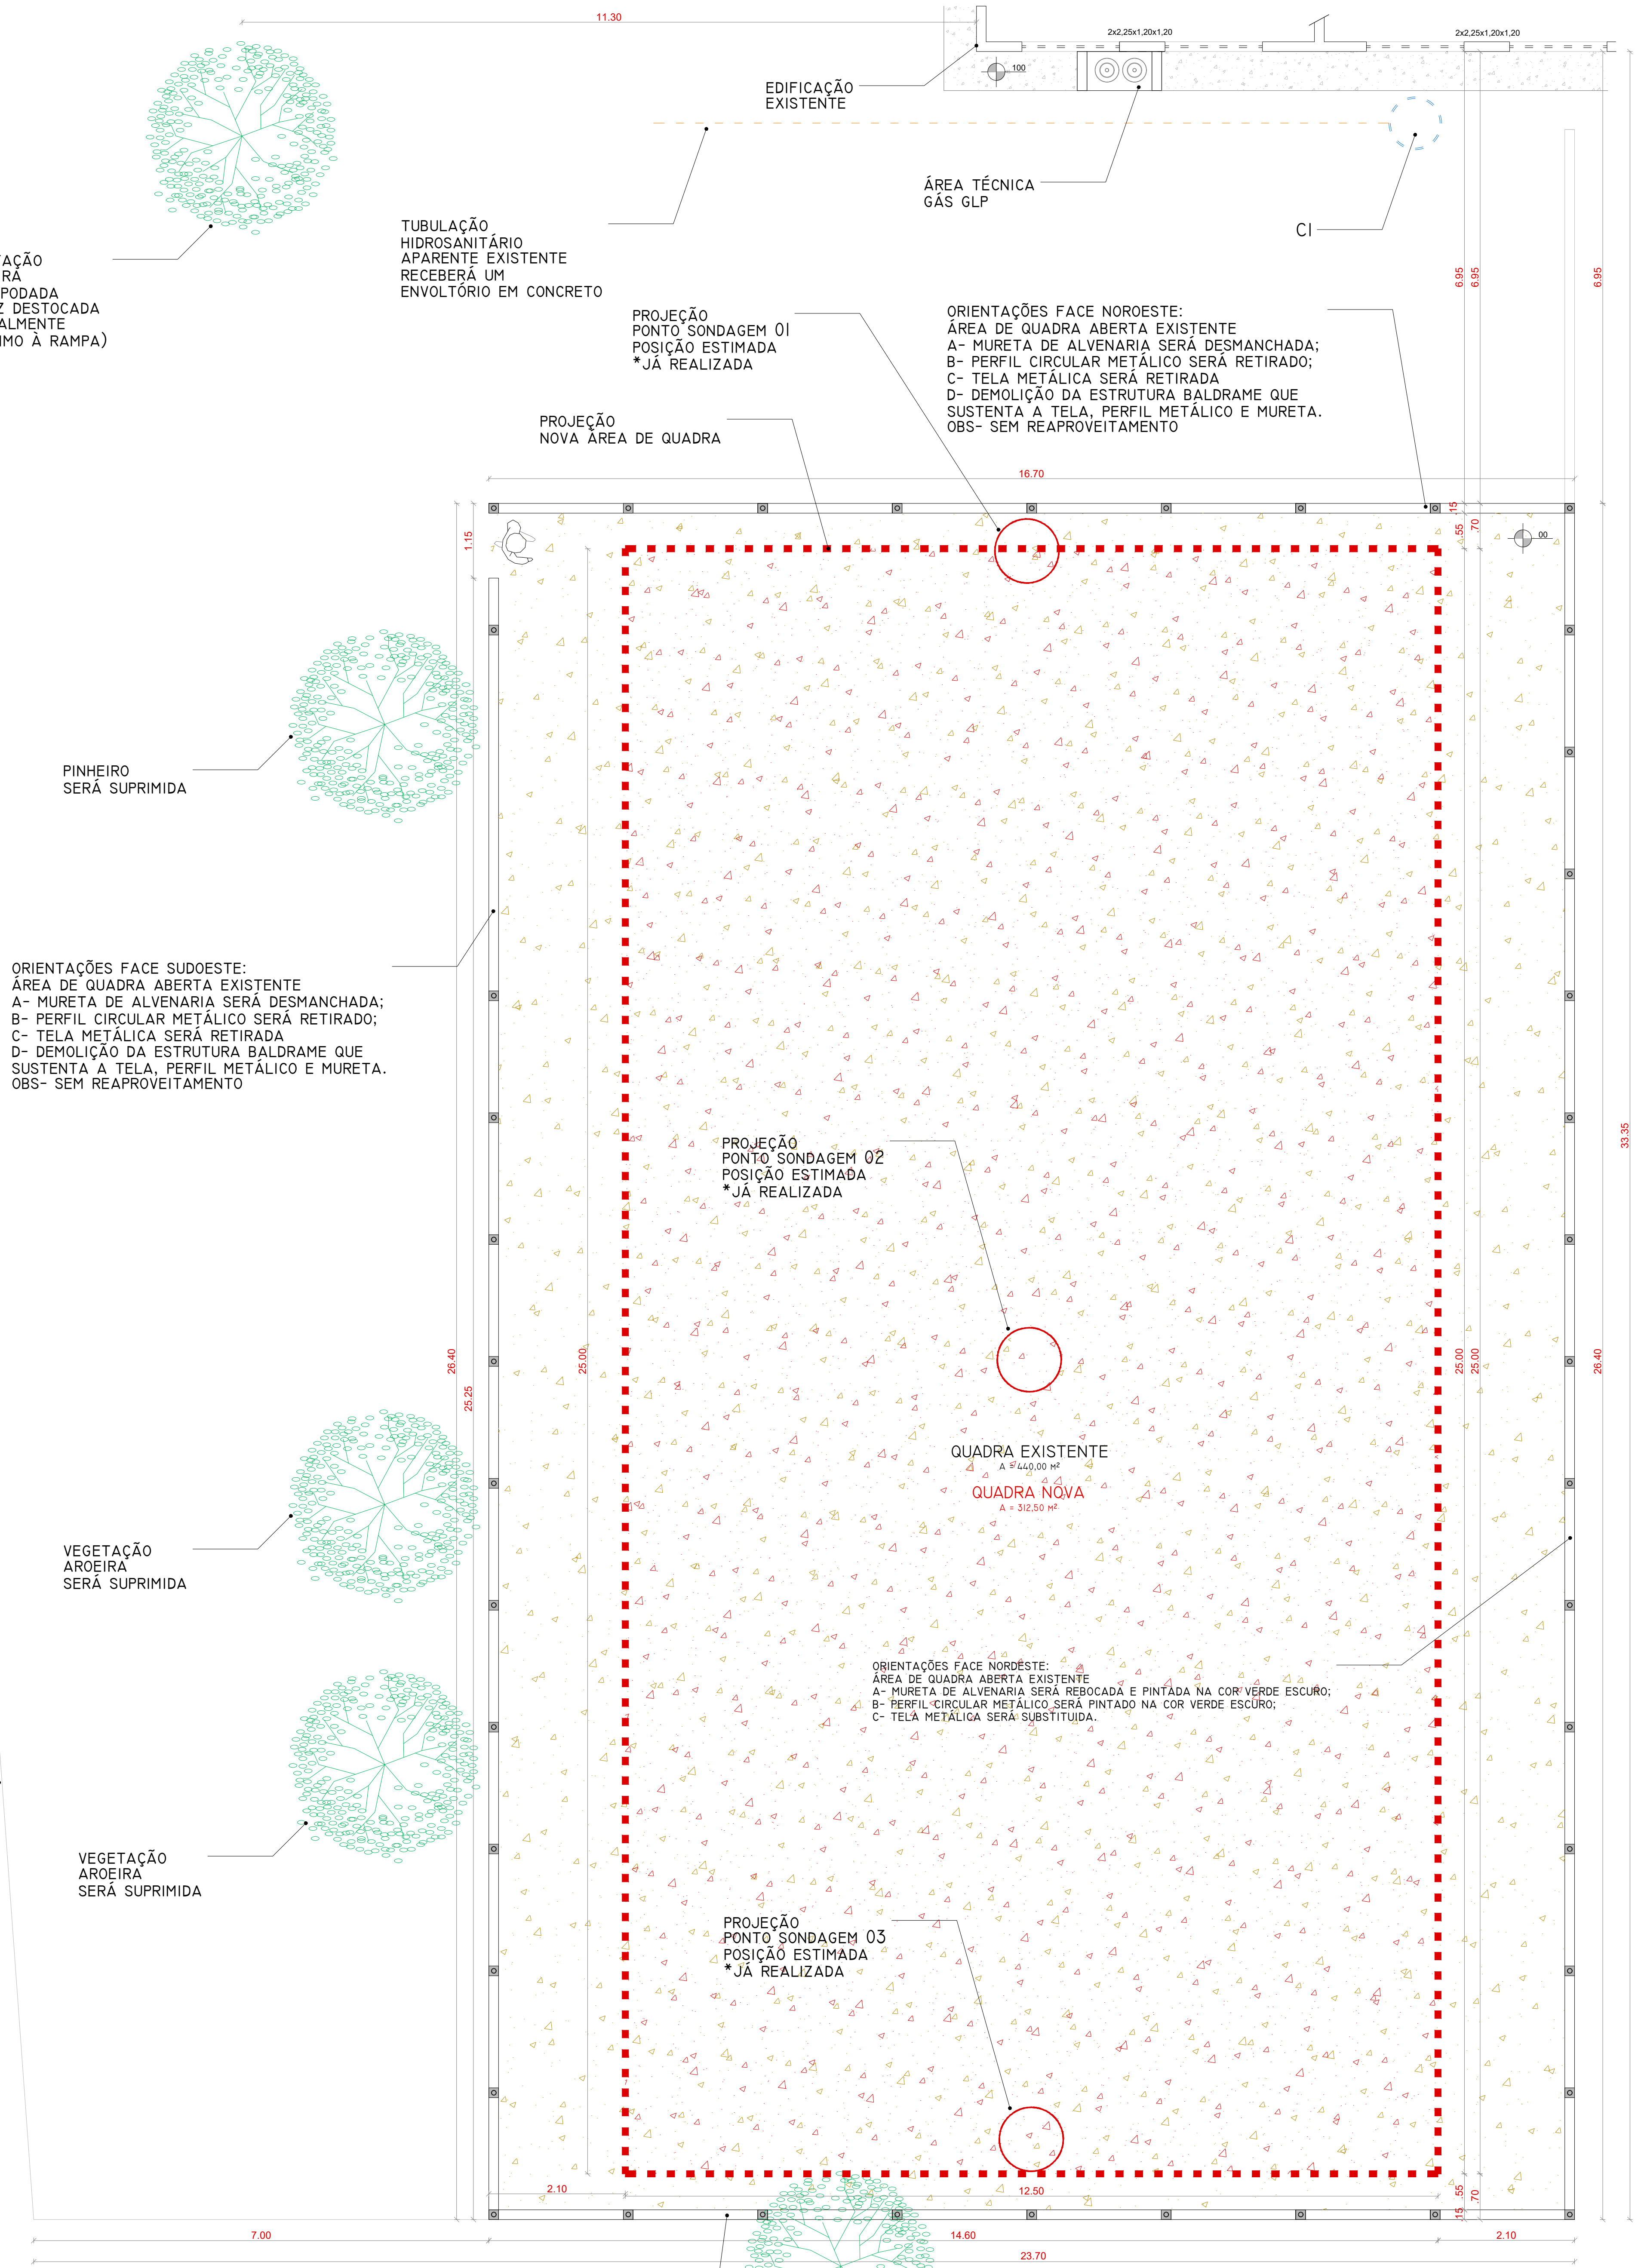 11.30
2x2,25x1,20x1,20
2x2,25x1,20x1,20
100
EDIFICAÇÃO
EXISTENTE
ÁREA TÉCNICA
GÁS GLP
CI
TUBULAÇÃO
HIDROSANITÁRIO
APARENTE EXISTENTE
RECEBERÁ UM
ENVOLTÓRIO EM CONCRETO
AÇÃO
RA
PODADA
Z DESTOCADA
ALMENTE
IMO À RAMPA)
6.95
6.95
6.95
PROJEÇÃO
PONTO SONDAGEM 01
POSIÇÃO ESTIMADA
*JÁ REALIZADA
ORIENTAÇÕES FACE NOROESTE:
ÁREA DE QUADRA ABERTA EXISTENTE
A- MURETA DE ALVENARIA SERÁ DESMANCHADA;
B- PERFIL CIRCULAR METÁLICO SERÁ RETIRADO;
C- TELA METÁLICA SERÁ RETIRADA
D- DEMOLIÇÃO DA ESTRUTURA BALDRAME QUE
SUSTENTA A TELA, PERFIL METÁLICO E MURETA.
OBS- SEM REAPROVEITAMENTO
PROJEÇÃO
NOVA ÁREA DE QUADRA
16.70
1.15
.15
.55
.70
00
PINHEIRO
SERÁ SUPRIMIDA
ORIENTAÇÕES FACE SUDOESTE:
ÁREA DE QUADRA ABERTA EXISTENTE
A- MURETA DE ALVENARIA SERÁ DESMANCHADA;
B- PERFIL CIRCULAR METÁLICO SERÁ RETIRADO;
C- TELA METÁLICA SERÁ RETIRADA
D- DEMOLIÇÃO DA ESTRUTURA BALDRAME QUE
SUSTENTA A TELA, PERFIL METÁLICO E MURETA.
OBS- SEM REAPROVEITAMENTO
33.35
PROJEÇÃO
PONTO SONDAGEM 02
POSIÇÃO ESTIMADA
*JÁ REALIZADA
26.40
25.25
25.00
25.00
25.00
26.40
QUADRA EXISTENTE
A = 440,00 M²
QUADRA NOVA
A = 312,50 M²
VEGETAÇÃO
AROEIRA
SERÁ SUPRIMIDA
ORIENTAÇÕES FACE NORDESTE:
ÁREA DE QUADRA ABERTA EXISTENTE
A- MURETA DE ALVENARIA SERÁ REBOCADA E PINTADA NA COR VERDE ESCURO;
B- PERFIL CIRCULAR METÁLICO SERÁ PINTADO NA COR VERDE ESCURO;
C- TELA METÁLICA SERÁ SUBSTITUIDA.
VEGETAÇÃO
AROEIRA
SERÁ SUPRIMIDA
PROJEÇÃO
PONTO SONDAGEM 03
POSIÇÃO ESTIMADA
*JÁ REALIZADA
2.10
12.50
.55
.70
.15
7.00
14.60
2.10
23.70